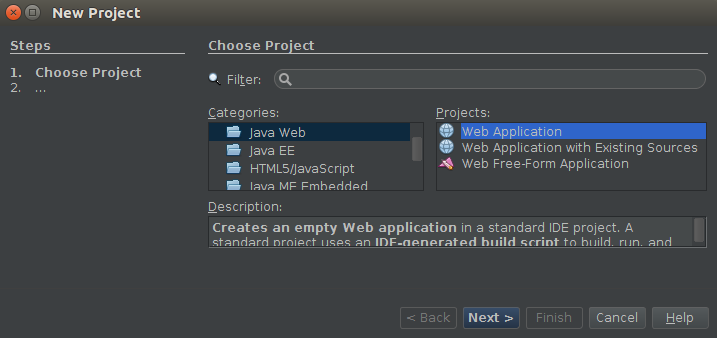 New Project
Steps
1. Choose Project
2. ...
Choose Project
Filter:
Categories:
Java Web
Java EE
HTML5/JavaScript
Java ME Embedded
Projects:
Web Application
Web Application with Existing Sources
Web Free-Form Application
Description:
Creates an empty Web application in a standard IDE project. A
standard project uses an IDE-generated build script to build, run, and
< Back
Next >
Finish
Cancel
Help